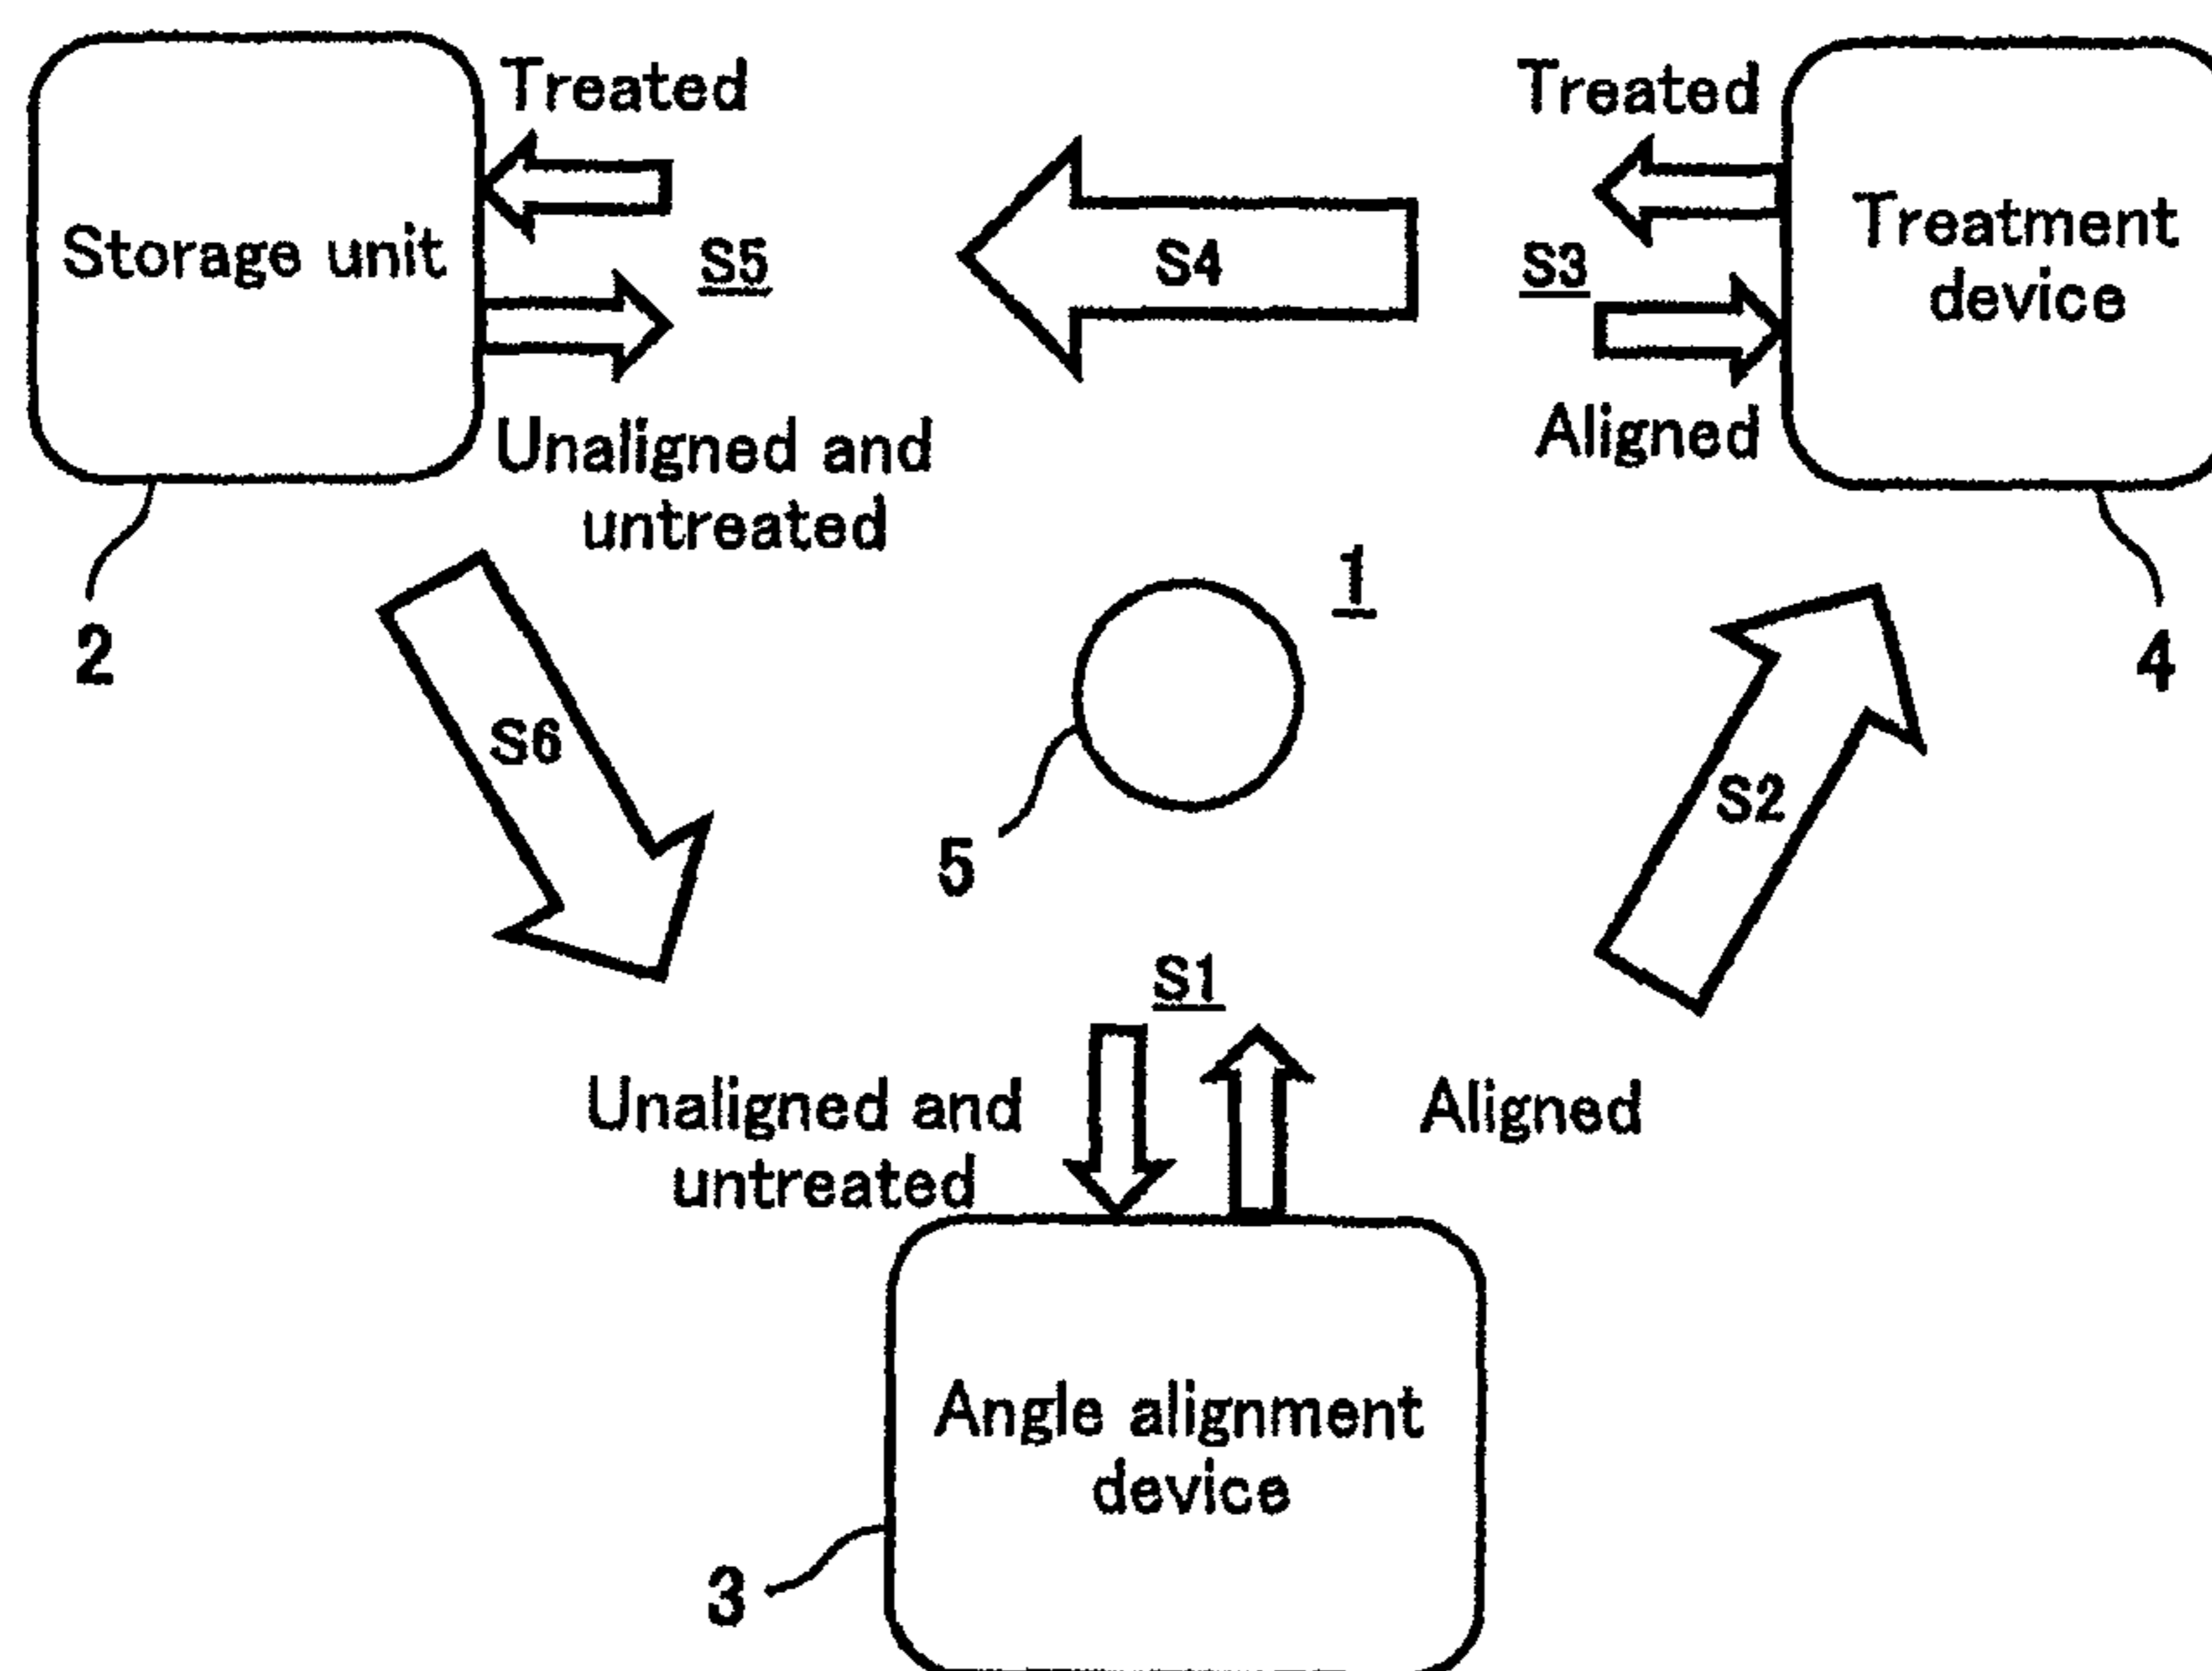 Treated
Treated
Storage unit
S5
S4
S3
Treatment
device
Unaligned and
untreated
Aligned
1
2
4
S6
S2
5
S1
Unaligned and
untreated
Aligned
Angle alignment
device
3